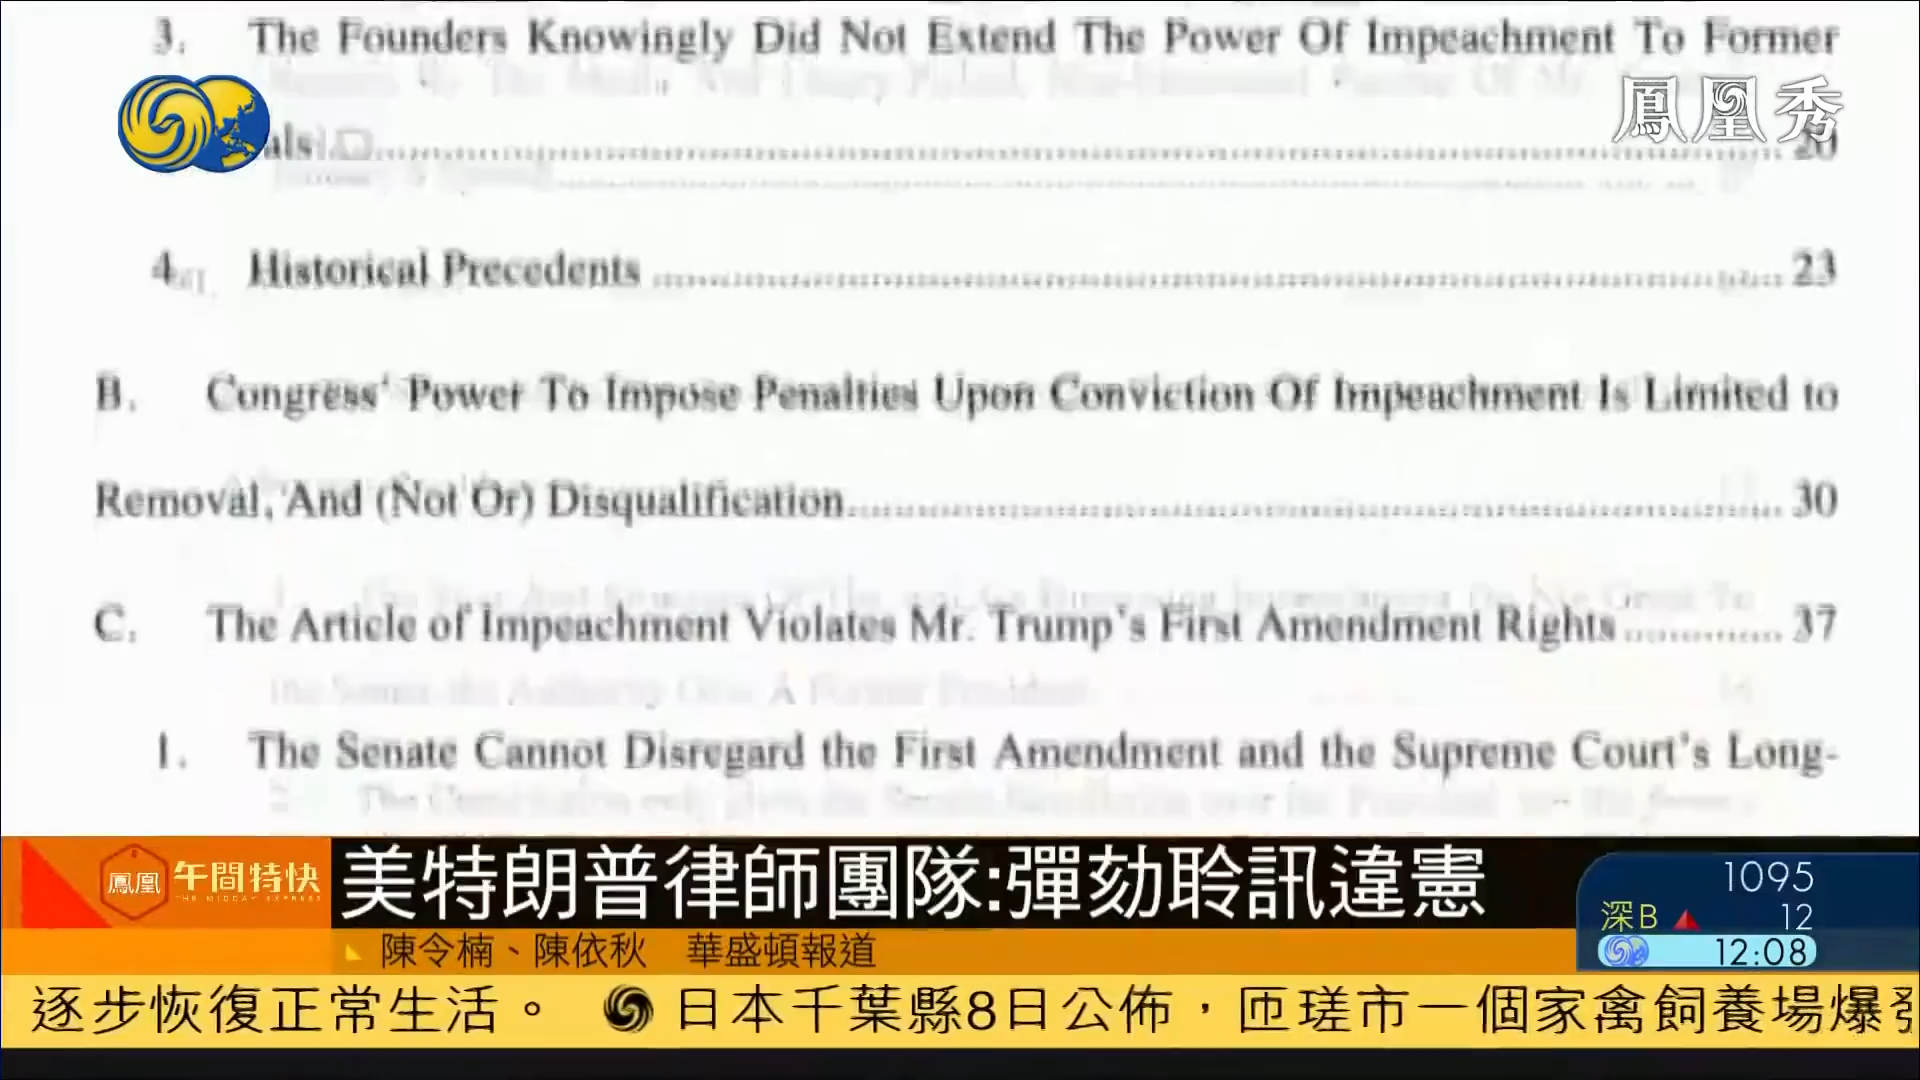 3. The Founders Knowingly Did Not Extend The Power Of Impeachment To Former
鳳凰秀
als 20
4. Historical Precedents 23
B. Congress' Power To Impose Penalties Upon Conviction Of Impeachment Is Limited to
Removal, And (Not Or) Disqualification 30
C. The Article of Impeachment Violates Mr. Trump's First Amendment Rights 37
1. The Senate Cannot Disregard the First Amendment and the Supreme Court's Long-
鳳凰 午間特快
THE MIDDAY EXPRESS
美特朗普律師團隊:彈劾聆訊違憲
陳令楠、陳依秋 華盛頓報道
1095
深B ▲ 12
12:08
逐步恢復正常生活。 日本千葉縣8日公佈，匝瑳市一個家禽飼養場爆